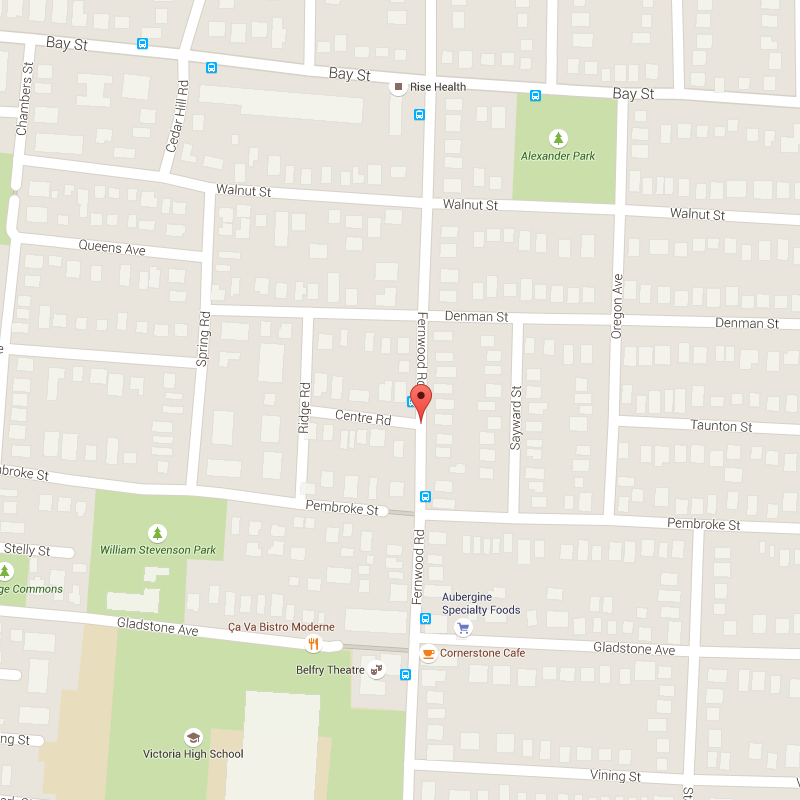 Bay St
Bay St
Bay St
Rise Health
Chambers St
Cedar Hill Rd
Alexander Park
Walnut St
Walnut St
Walnut St
Queens Ave
Oregon Ave
Denman St
Denman St
Spring Rd
Fernwood Rd
Ridge Rd
Centre Rd
Sayward St
Taunton St
broke St
Pembroke St
Pembroke St
William Stevenson Park
Stelly St
Fernwood Rd
ge Commons
Aubergine
Specialty Foods
Gladstone Ave
Ça Va Bistro Moderne
Gladstone Ave
Cornerstone Cafe
Belfry Theatre
ng St
Victoria High School
Vining St